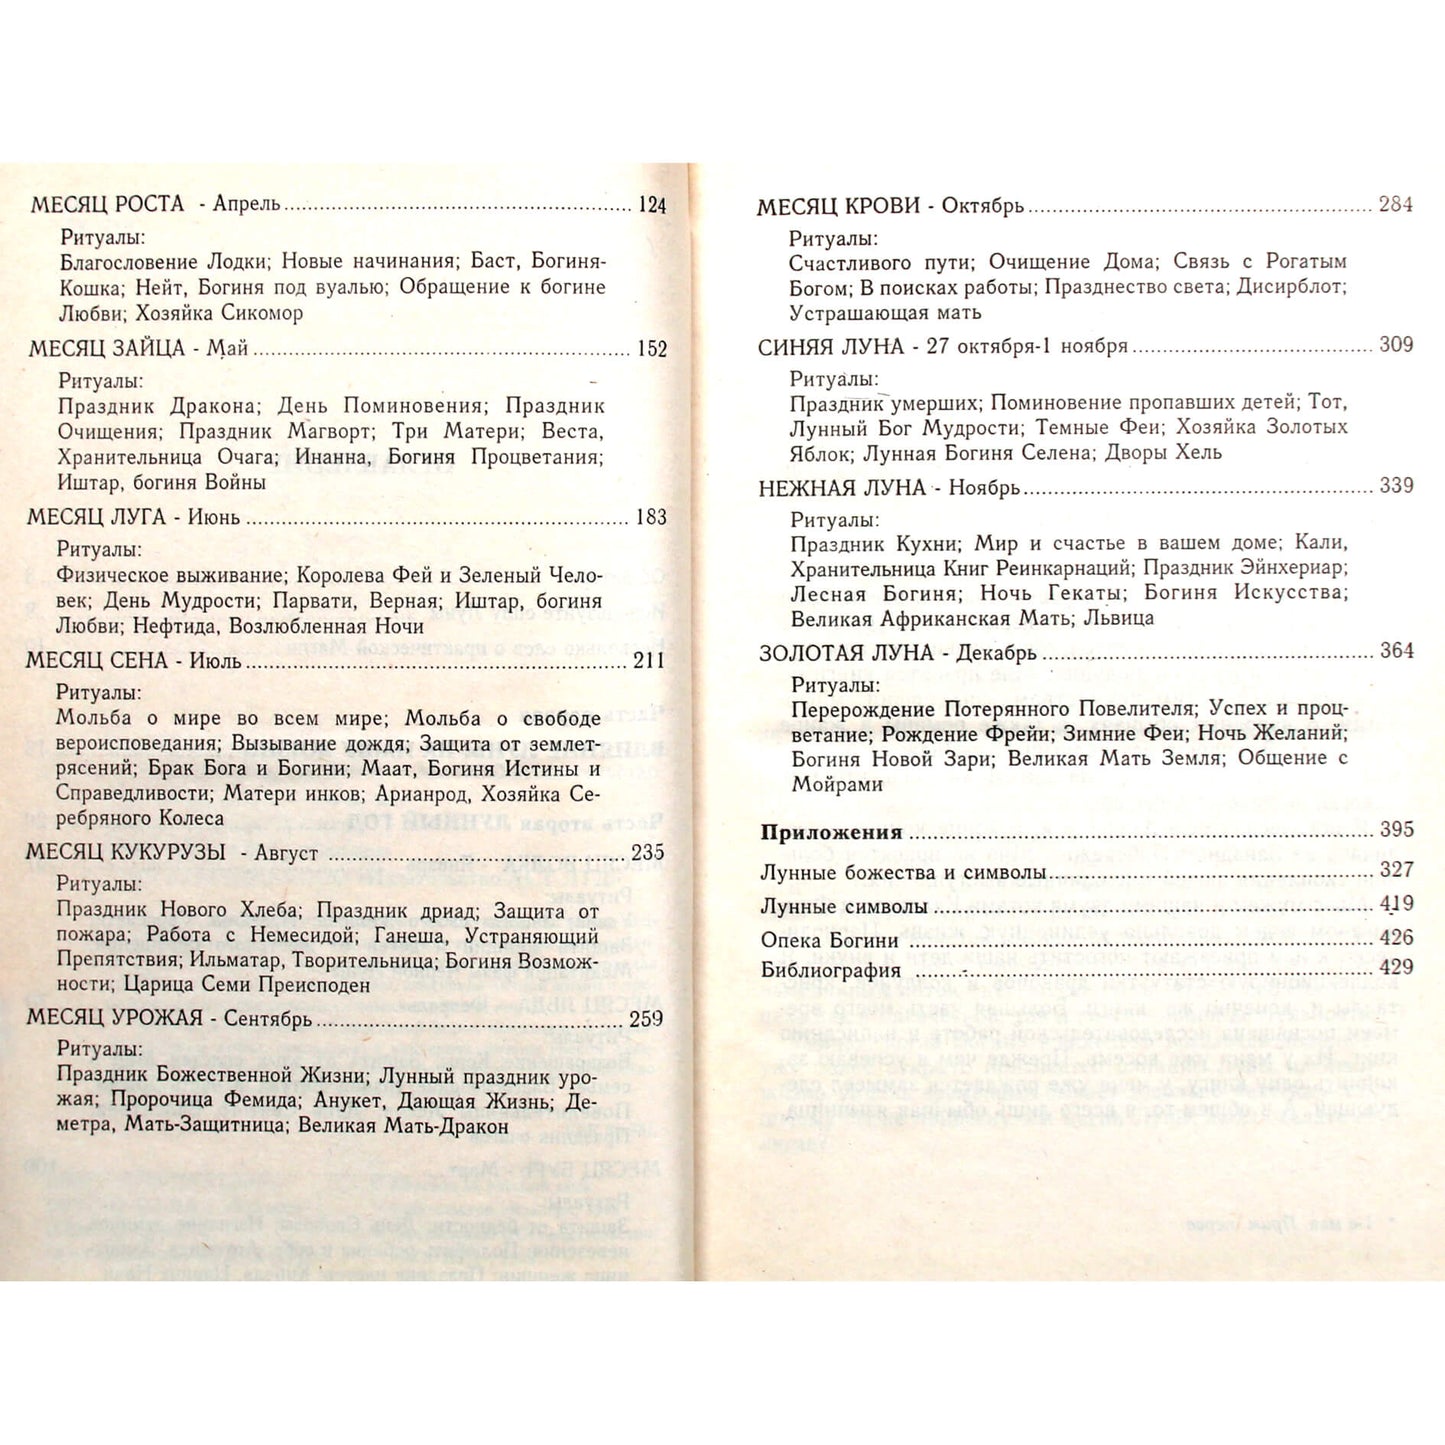 МЕСЯЦ РОСТА - Апрель 124
Ритуалы:
Благословение Лодки; Новые начинания; Баст, Богиня-
Кошка; Нейт, Богиня под вуалью; Обращение к богине
Любви; Хозяйка Сикомор
МЕСЯЦ ЗАЙЦА - Май 152
Ритуалы:
Праздник Дракона; День Поминовения; Праздник
Очищения; Праздник Магворт; Три Матери; Веста,
Хранительница Очага; Инанна, Богиня Процветания;
Иштар, богиня Войны
МЕСЯЦ ЛУГА - Июнь 183
Ритуалы:
Физическое выживание; Королева Фей и Зеленый Чело-
век; День Мудрости; Парвати, Верная; Иштар, богиня
Любви; Нефтида, Возлюбленная Ночи
МЕСЯЦ СЕНА - Июль 211
Ритуалы:
Мольба о мире во всем мире; Мольба о свободе
вероисповедания; Вызывание дождя; Защита от землет-
рясений; Брак Бога и Богини; Маат, Богиня Истины и
Справедливости; Матери инков; Арианрод, Хозяйка Се-
ребряного Колеса
МЕСЯЦ КУКУРУЗЫ - Август 235
Ритуалы:
Праздник Нового Хлеба; Праздник дриад; Защита от
пожара; Работа с Немесидой; Ганеша, Устраняющий
Препятствия; Ильматар, Творительница; Богиня Возмож-
ности; Царица Семи Преисподен
МЕСЯЦ УРОЖАЯ - Сентябрь 259
Ритуалы:
Праздник Божественной Жизни; Лунный праздник уро-
жая; Пророчица Фемида; Анукет, Дающая Жизнь; Де-
метра, Мать-Защитница; Великая Мать-Дракон
МЕСЯЦ КРОВИ - Октябрь 284
Ритуалы:
Счастливого пути; Очищение Дома; Связь с Рогатым
Богом; В поисках работы; Празднество света; Дисирблот;
Устрашающая мать
СИНЯЯ ЛУНА - 27 октября-1 ноября 309
Ритуалы:
Праздник умерших; Поминовение пропавших детей; Тот,
Лунный Бог Мудрости; Темные Феи; Хозяйка Золотых
Яблок; Лунная Богиня Селена; Дворы Хель
НЕЖНАЯ ЛУНА - Ноябрь 339
Ритуалы:
Праздник Кухни; Мир и счастье в вашем доме; Кали,
Хранительница Книг Реинкарнаций; Праздник Эйнхериар;
Лесная Богиня; Ночь Гекаты; Богиня Искусства;
Великая Африканская Мать; Львица
ЗОЛОТАЯ ЛУНА - Декабрь 364
Ритуалы:
Перерождение Потерянного Повелителя; Успех и проц-
ветание; Рождение Фрейи; Зимние Феи; Ночь Желаний;
Богиня Новой Зари; Великая Мать Земля; Общение с
Мойрами
Приложения 395
Лунные божества и символы 327
Лунные символы 419
Опека Богини 426
Библиография 429